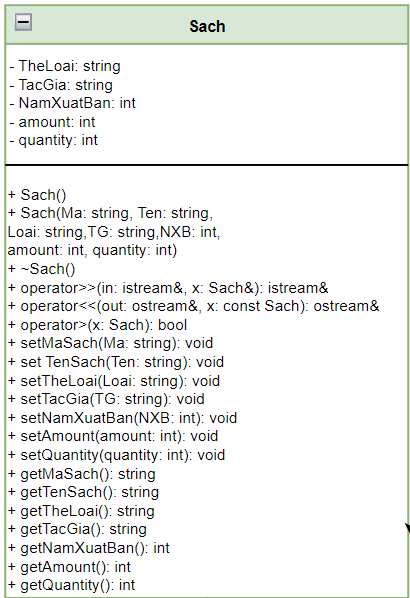 Sach
- TheLoai: string
- TacGia: string
- NamXuatBan: int
- amount: int
- quantity: int
+ Sach()
+ Sach(Ma: string, Ten: string,
Loai: string,TG: string,NXB: int,
amount: int, quantity: int)
+ ~Sach()
+ operator>>(in: istream&, x: Sach&): istream&
+ operator<<(out: ostream&, x: const Sach): ostream&
+ operator>(x: Sach): bool
+ setMaSach(Ma: string): void
+ set TenSach(Ten: string): void
+ setTheLoai(Loai: string): void
+ setTacGia(TG: string): void
+ setNamXuatBan(NXB: int): void
+ setAmount(amount: int): void
+ setQuantity(quantity: int): void
+ getMaSach(): string
+ getTenSach(): string
+ getTheLoai(): string
+ getTacGia(): string
+ getNamXuatBan(): int
+ getAmount(): int
+ getQuantity(): int